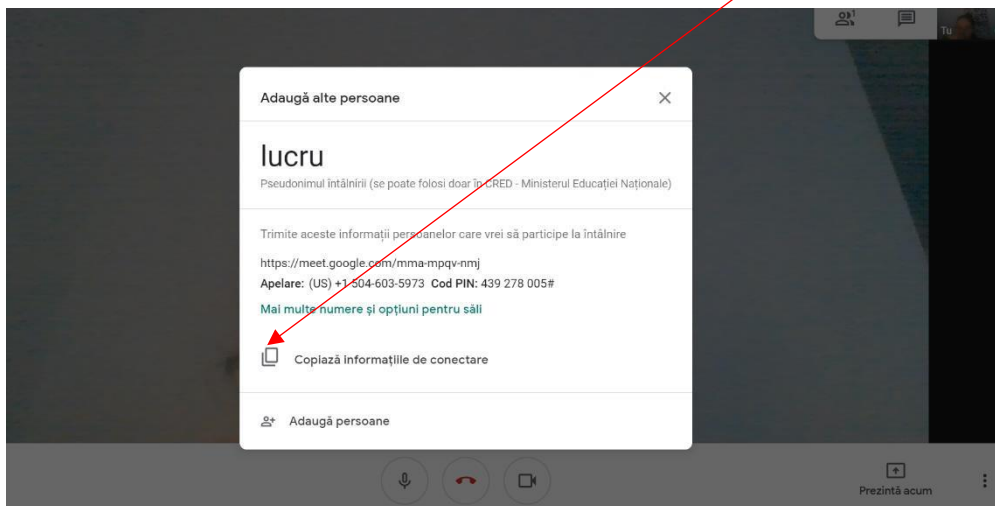 1
Tu
Adaugă alte persoane
lucru
Pseudonimul întâlnirii (se poate folosi doar în CRED - Ministerul Educației Naționale)
Trimite aceste informații persoanelor care vrei să participe la întâlnire
https://meet.google.com/mma-mpqv-nmj
Apelare: (US) +1 504-603-5973 Cod PIN: 439 278 005#
Mai multe numere și opțiuni pentru săli
Copiază informațiile de conectare
Adaugă persoane
Prezintă acum